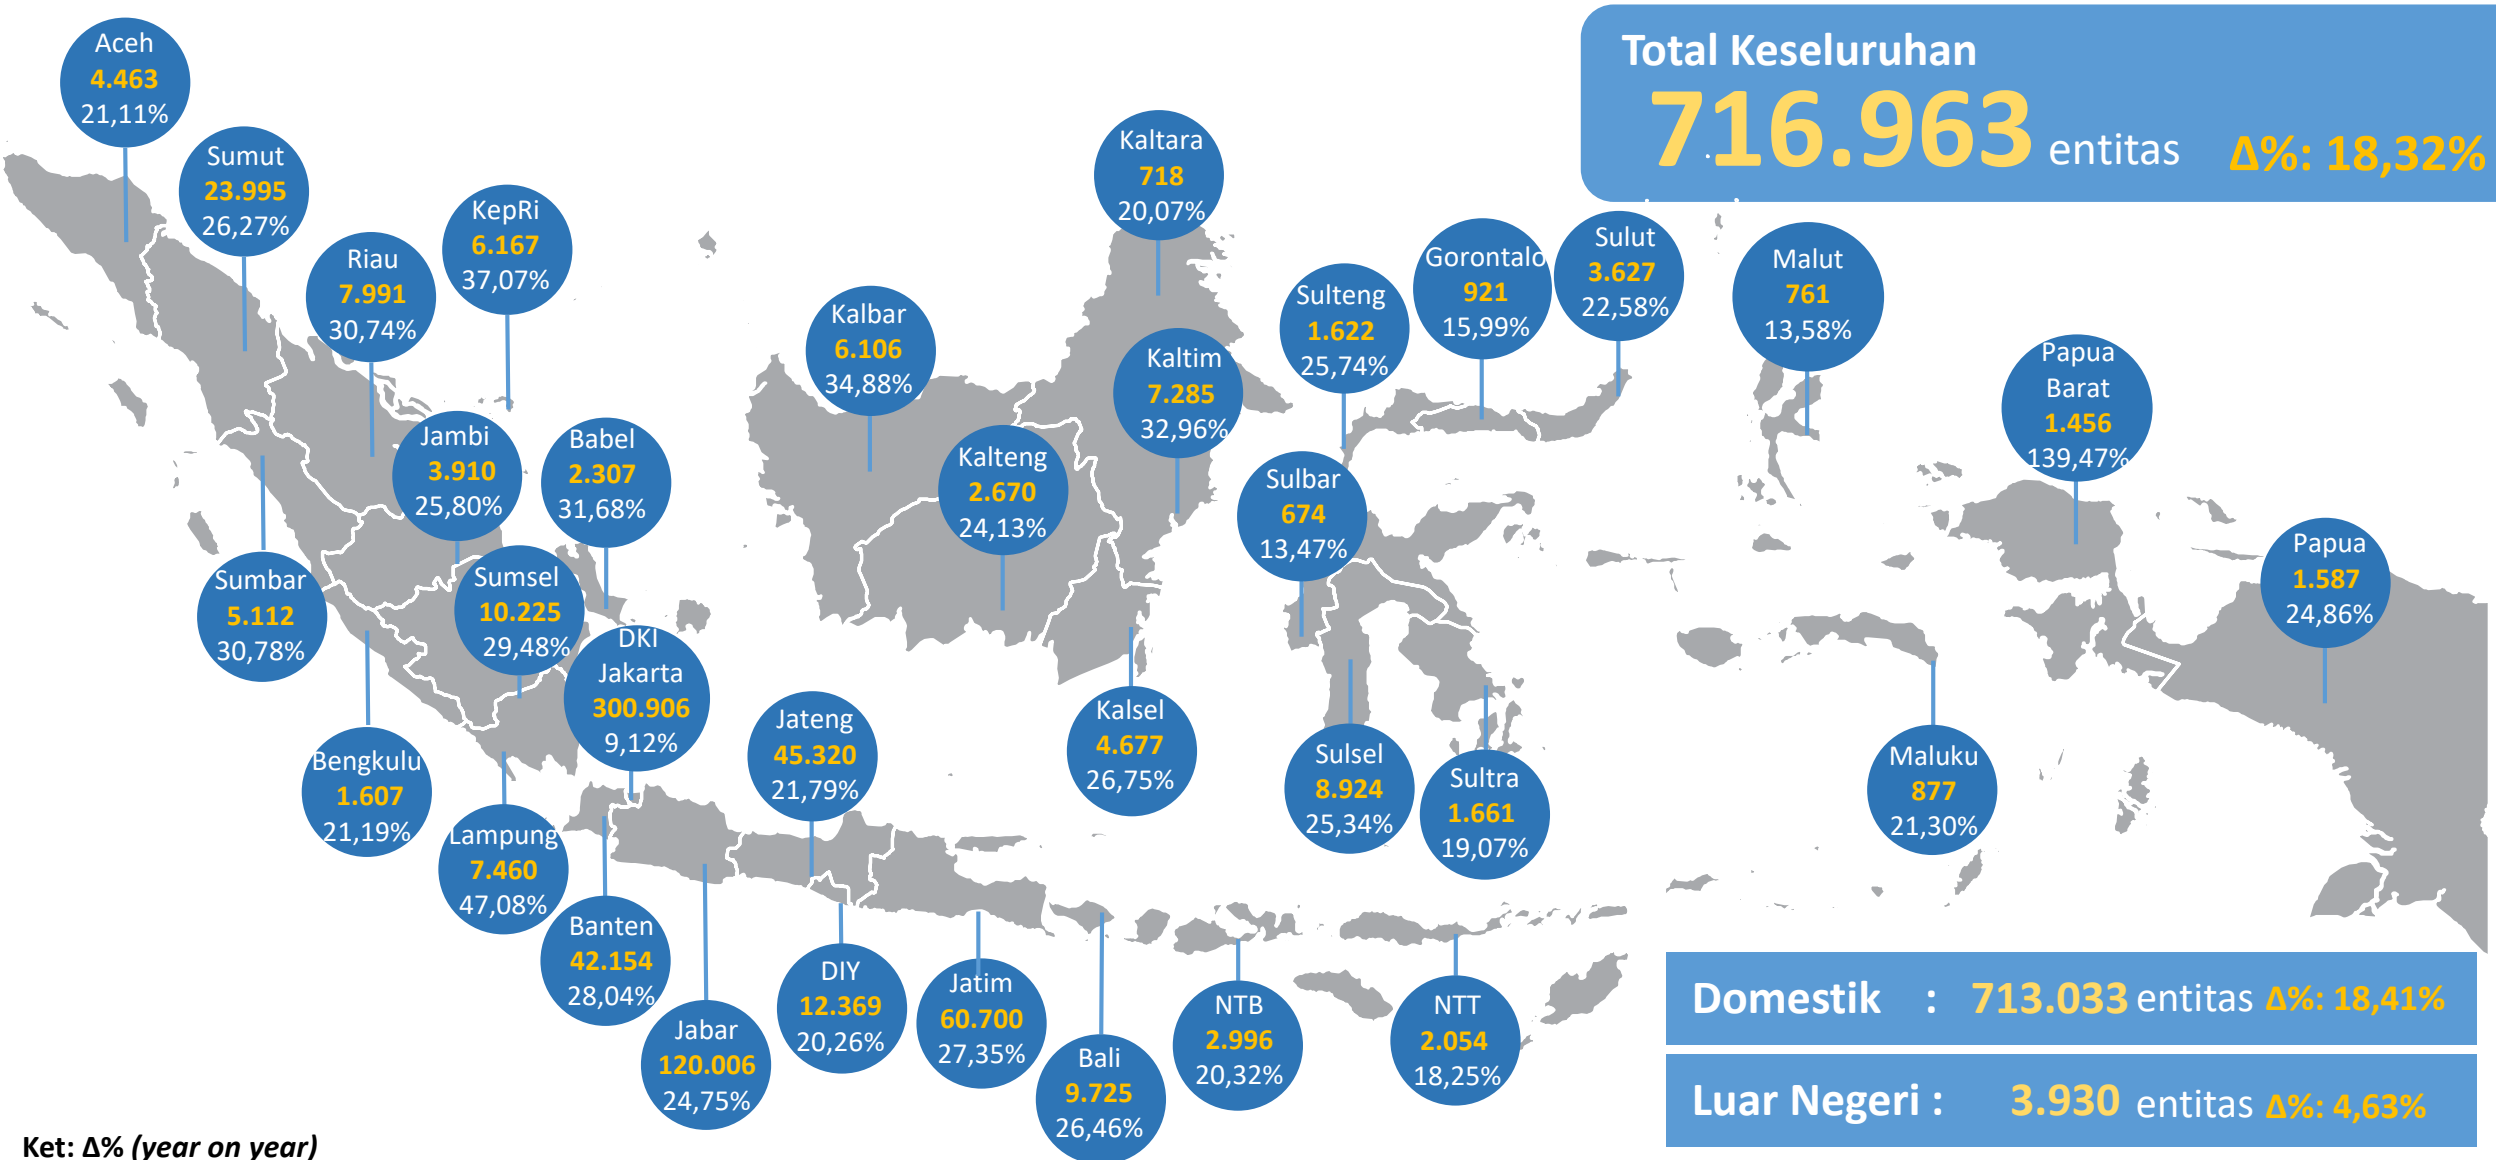 Total Keseluruhan
716.963 entitas Δ%: 18,32%
Aceh
4.463
21,11%
Sumut
23.995
26,27%
Riau
7.991
30,74%
KepRi
6.167
37,07%
Kalbar
6.106
34,88%
Kaltara
718
20,07%
Kaltim
7.285
32,96%
Kalteng
2.670
24,13%
Sulteng
1.622
25,74%
Gorontalo
921
15,99%
Sulut
3.627
22,58%
Malut
761
13,58%
Papua
Barat
1.456
139,47%
Papua
1.587
24,86%
Jambi
3.910
25,80%
Babel
2.307
31,68%
Sulbar
674
13,47%
Sumbar
5.112
30,78%
Sumsel
10.225
29,48%
DKI
Jakarta
300.906
9,12%
Jateng
45.320
21,79%
Kalsel
4.677
26,75%
Sulsel
8.924
25,34%
Sultra
1.661
19,07%
Maluku
877
21,30%
Bengkulu
1.607
21,19%
Lampung
7.460
47,08%
Banten
42.154
28,04%
Jabar
120.006
24,75%
DIY
12.369
20,26%
Jatim
60.700
27,35%
Bali
9.725
26,46%
NTB
2.996
20,32%
NTT
2.054
18,25%
Domestik : 713.033 entitas Δ%: 18,41%
Luar Negeri : 3.930 entitas Δ%: 4,63%
Ket: Δ% (year on year)